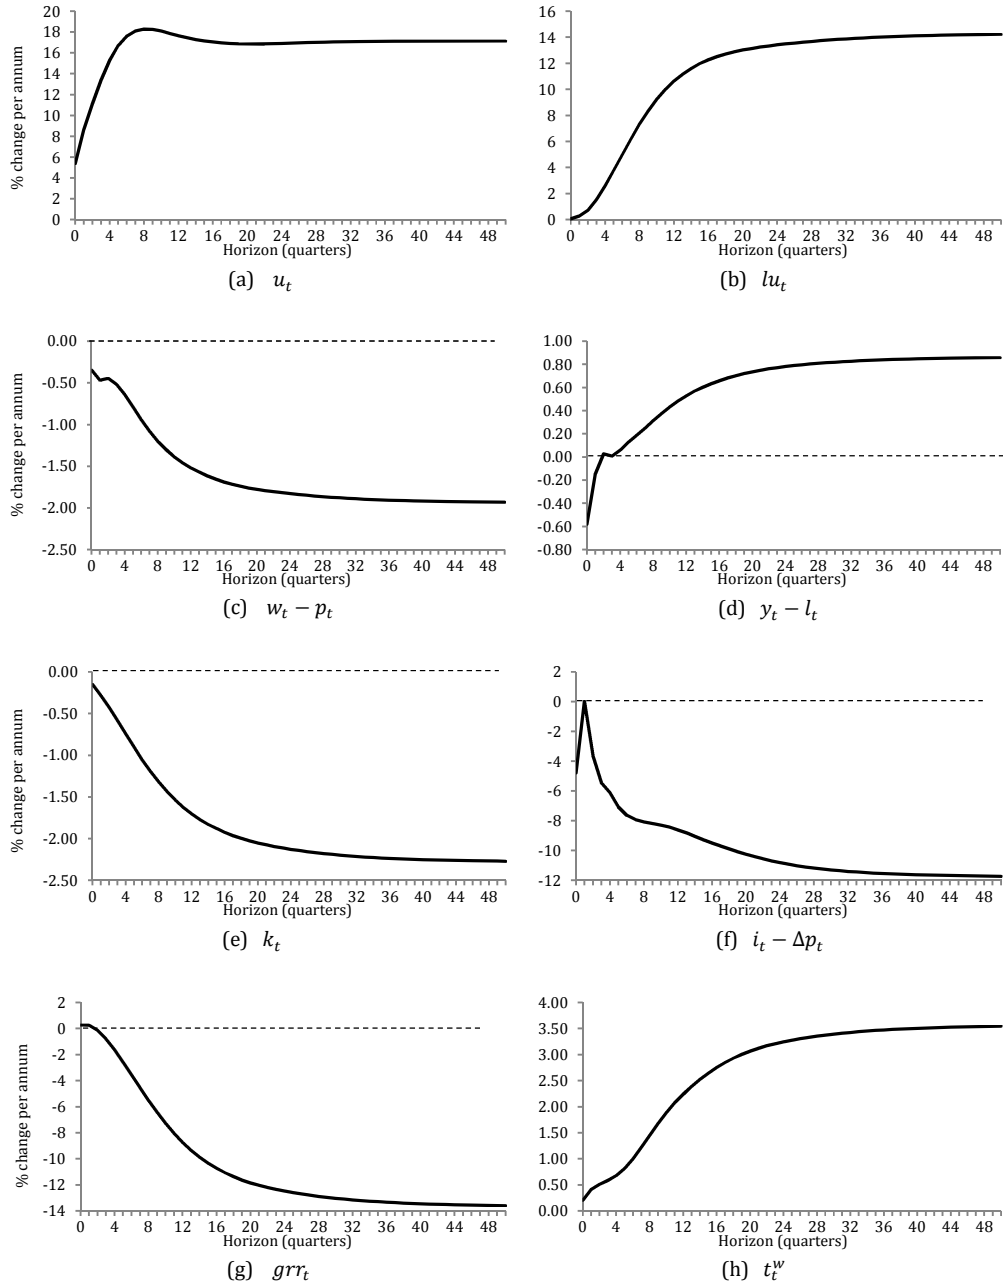 % change per annum
20
18
16
14
12
10
8
6
4
2
0
0 4 8 12 16 20 24 28 32 36 40 44 48
Horizon (quarters)
(a) u_t
16
14
12
10
8
6
4
2
0
0 4 8 12 16 20 24 28 32 36 40 44 48
Horizon (quarters)
(b) lu_t
% change per annum
0.00
-0.50
-1.00
-1.50
-2.00
-2.50
0 4 8 12 16 20 24 28 32 36 40 44 48
Horizon (quarters)
(c) w_t − p_t
1.00
0.80
0.60
0.40
0.20
0.00
-0.20
-0.40
-0.60
-0.80
0 4 8 12 16 20 24 28 32 36 40 44 48
Horizon (quarters)
(d) y_t − l_t
% change per annum
0.00
-0.50
-1.00
-1.50
-2.00
-2.50
0 4 8 12 16 20 24 28 32 36 40 44 48
Horizon (quarters)
(e) k_t
2
0
-2
-4
-6
-8
-10
-12
0 4 8 12 16 20 24 28 32 36 40 44 48
Horizon (quarters)
(f) i_t − Δp_t
% change per annum
2
0
-2
-4
-6
-8
-10
-12
-14
0 4 8 12 16 20 24 28 32 36 40 44 48
Horizon (quarters)
(g) grr_t
4.00
3.50
3.00
2.50
2.00
1.50
1.00
0.50
0.00
0 4 8 12 16 20 24 28 32 36 40 44 48
Horizon (quarters)
(h) t_t^w